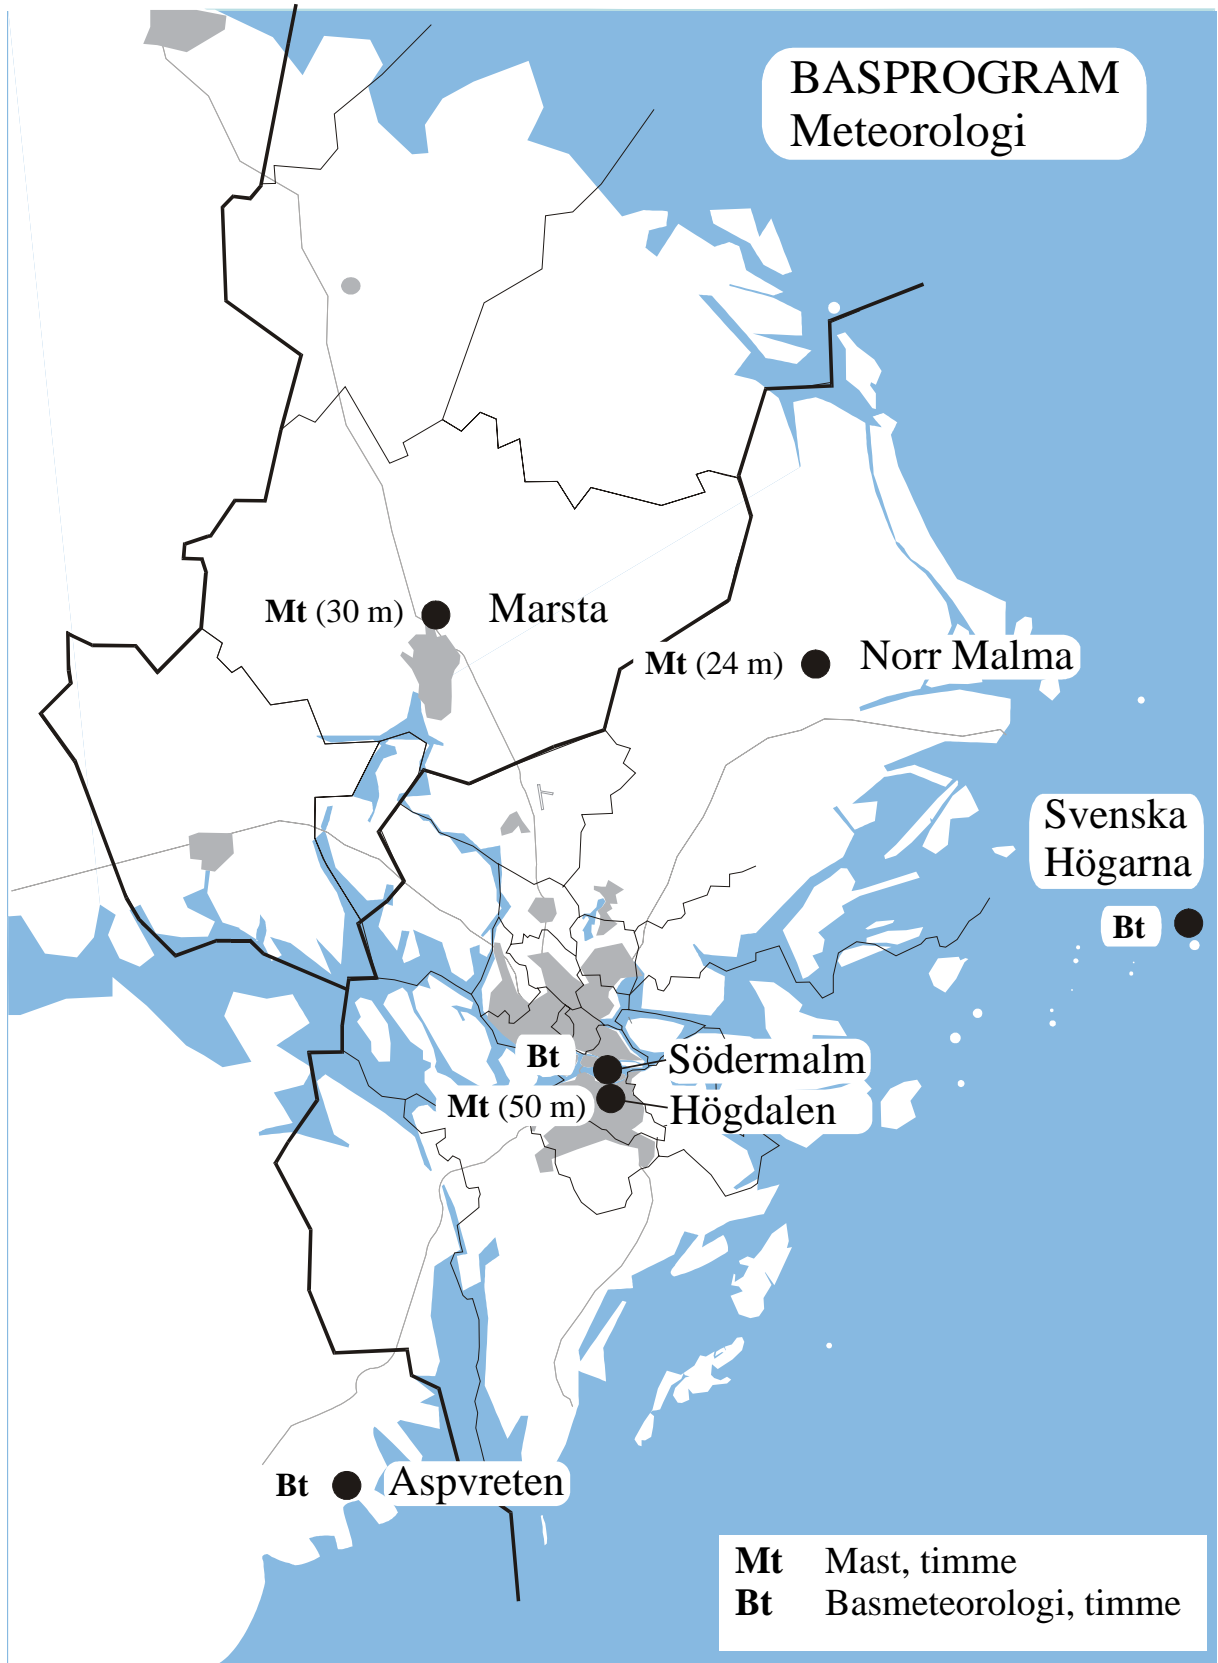 BASPROGRAM
Meteorologi
Mt (30 m) Marsta
Mt (24 m) Norr Malma
Svenska
Högarna
Bt
Bt Södermalm
Mt (50 m) Högdalen
Bt Aspvreten
Mt Mast, timme
Bt Basmeteorologi, timme